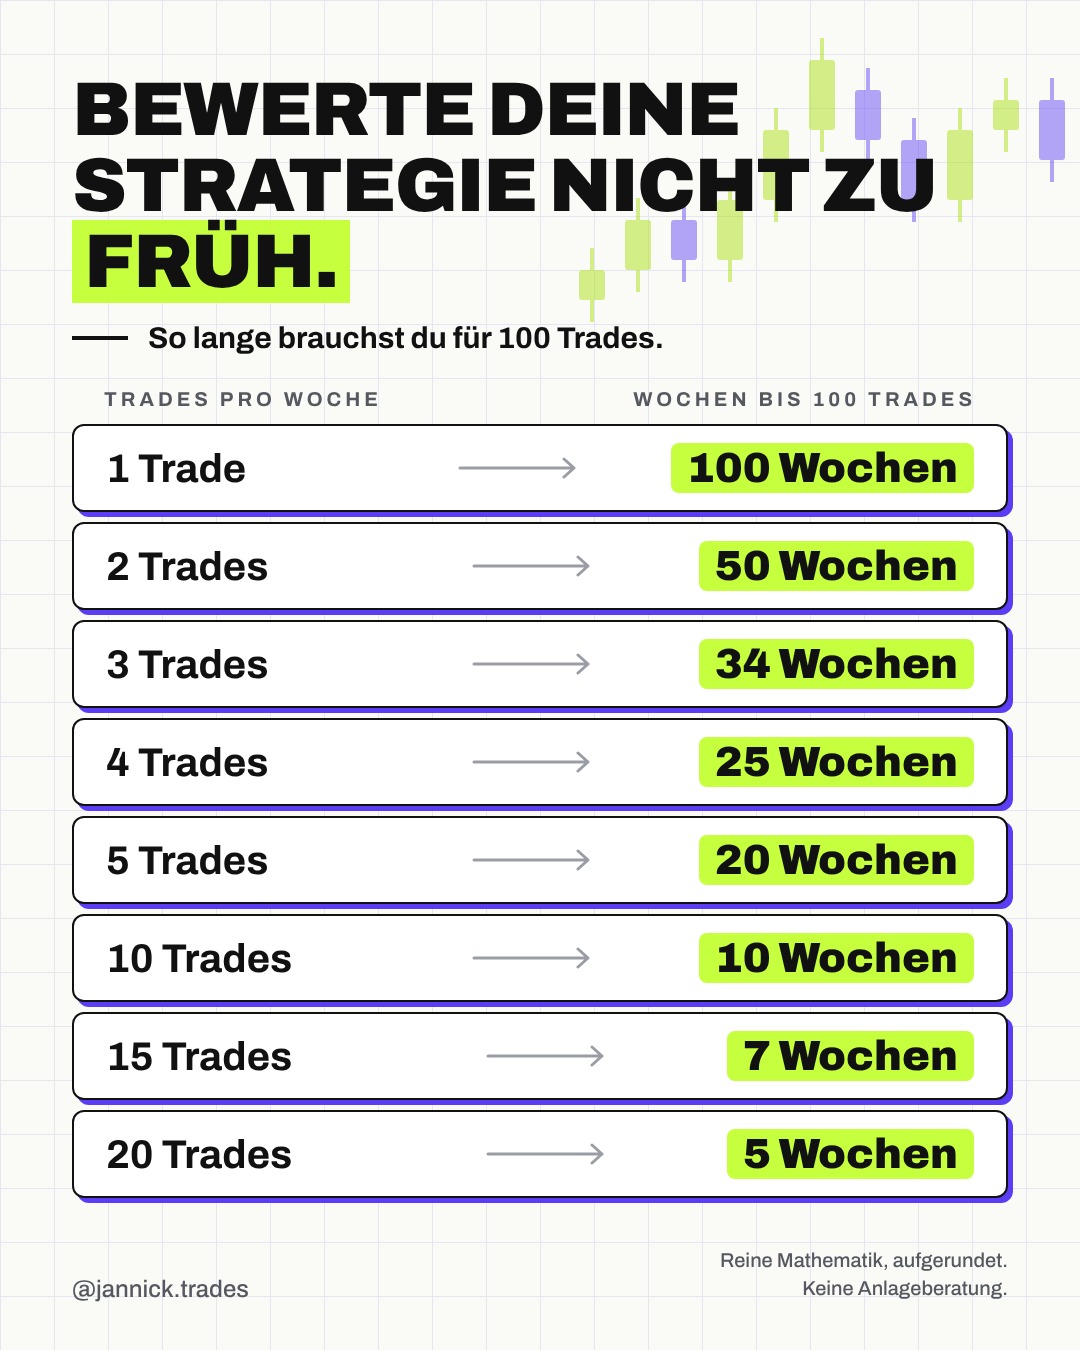 BEWERTE DEINE
STRATEGIE NICHT ZU
FRÜH.
So lange brauchst du für 100 Trades.
TRADES PRO WOCHE WOCHEN BIS 100 TRADES
1 Trade 100 Wochen
2 Trades 50 Wochen
3 Trades 34 Wochen
4 Trades 25 Wochen
5 Trades 20 Wochen
10 Trades 10 Wochen
15 Trades 7 Wochen
20 Trades 5 Wochen
Reine Mathematik, aufgerundet.
@jannick.trades Keine Anlageberatung.